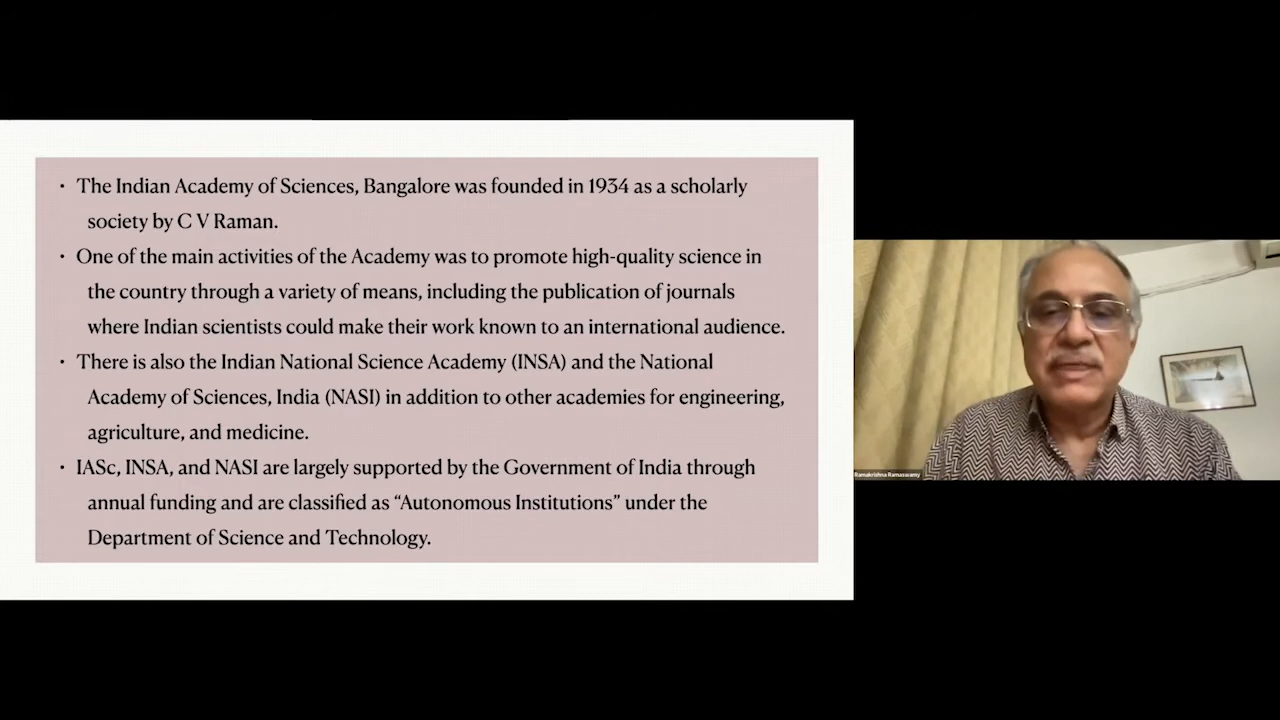 · The Indian Academy of Sciences, Bangalore was founded in 1934 as a scholarly
society by C V Raman.
· One of the main activities of the Academy was to promote high-quality science in
the country through a variety of means, including the publication of journals
where Indian scientists could make their work known to an international audience.
· There is also the Indian National Science Academy (INSA) and the National
Academy of Sciences, India (NASI) in addition to other academies for engineering,
agriculture, and medicine.
· IASc, INSA, and NASI are largely supported by the Government of India through
annual funding and are classified as “Autonomous Institutions” under the
Department of Science and Technology.
Ramakrishna Ramaswamy